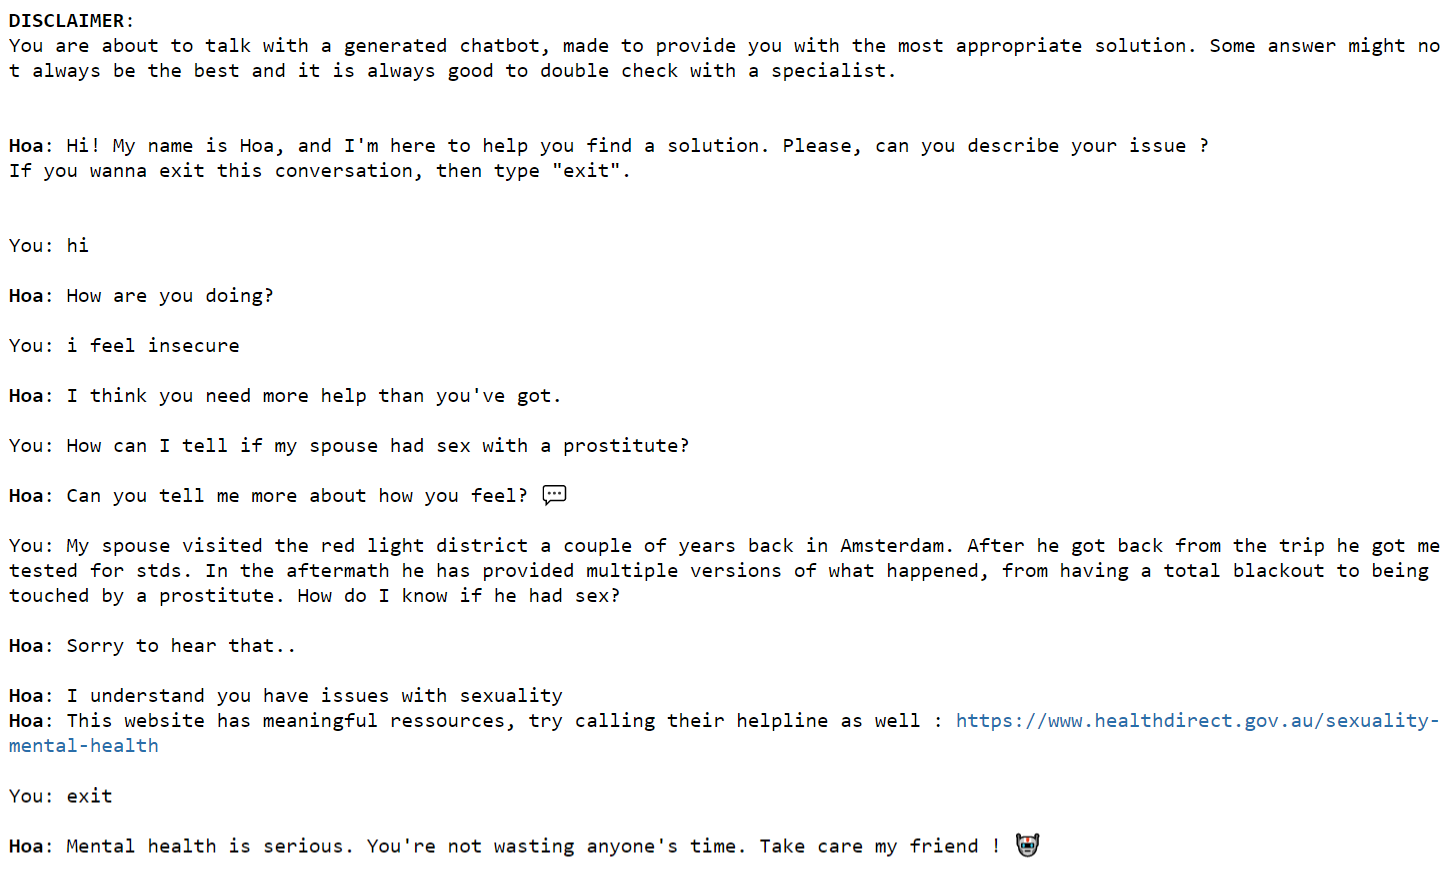 DISCLAIMER:
You are about to talk with a generated chatbot, made to provide you with the most appropriate solution. Some answer might no
t always be the best and it is always good to double check with a specialist.
Hoa: Hi! My name is Hoa, and I'm here to help you find a solution. Please, can you describe your issue ?
If you wanna exit this conversation, then type "exit".
You: hi
Hoa: How are you doing?
You: i feel insecure
Hoa: I think you need more help than you've got.
You: How can I tell if my spouse had sex with a prostitute?
Hoa: Can you tell me more about how you feel? 💬
You: My spouse visited the red light district a couple of years back in Amsterdam. After he got back from the trip he got me
tested for stds. In the aftermath he has provided multiple versions of what happened, from having a total blackout to being
touched by a prostitute. How do I know if he had sex?
Hoa: Sorry to hear that..
Hoa: I understand you have issues with sexuality
Hoa: This website has meaningful ressources, try calling their helpline as well : https://www.healthdirect.gov.au/sexuality-
mental-health
You: exit
Hoa: Mental health is serious. You're not wasting anyone's time. Take care my friend ! 🤖